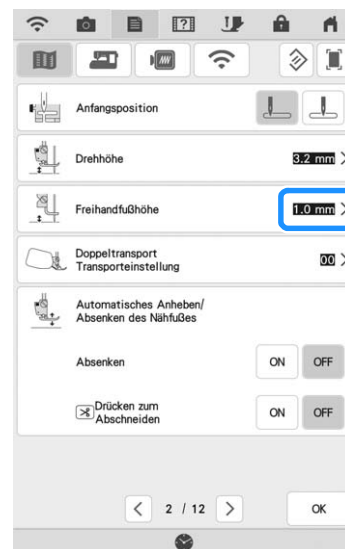 Anfangsposition
Drehhöhe
3.2 mm
Freihandfußhöhe
1.0 mm
Doppeltransport
Transporteinstellung
00
Automatisches Anheben/
Absenken des Nähfußes
Absenken
ON OFF
Drücken zum
Abschneiden
ON OFF
2 / 12
OK